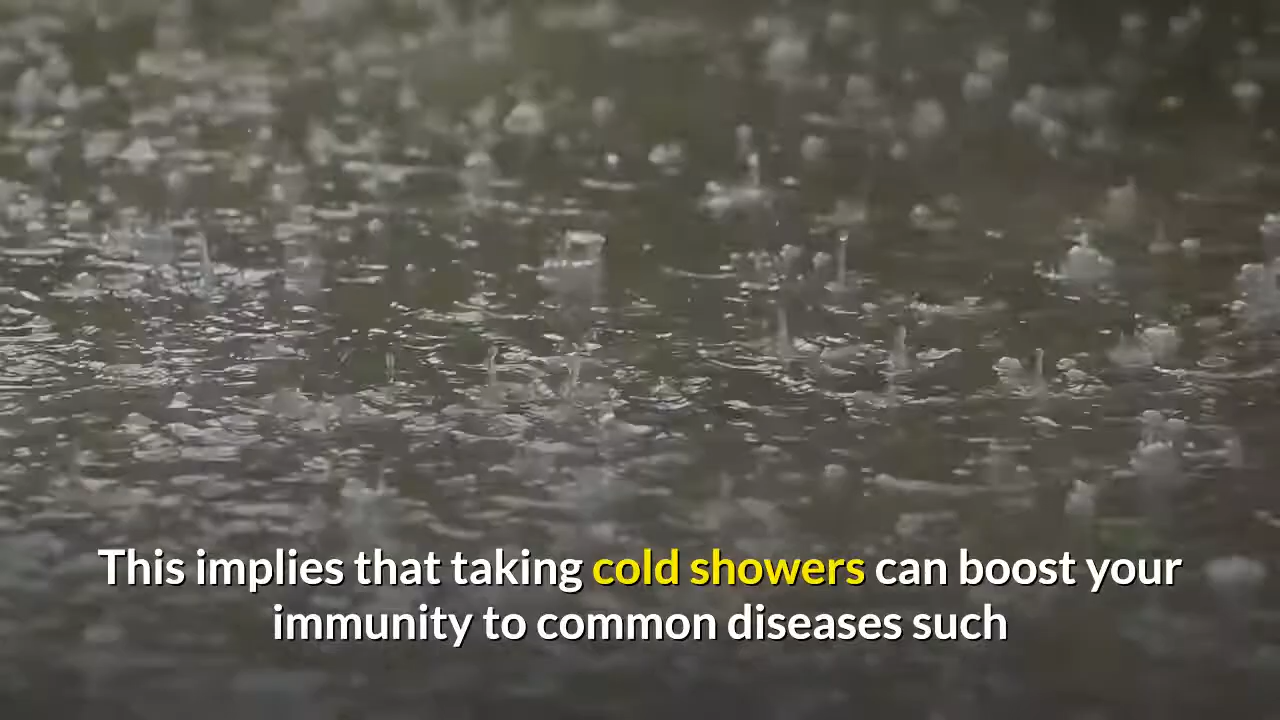 This implies that taking cold showers can boost your
immunity to common diseases such